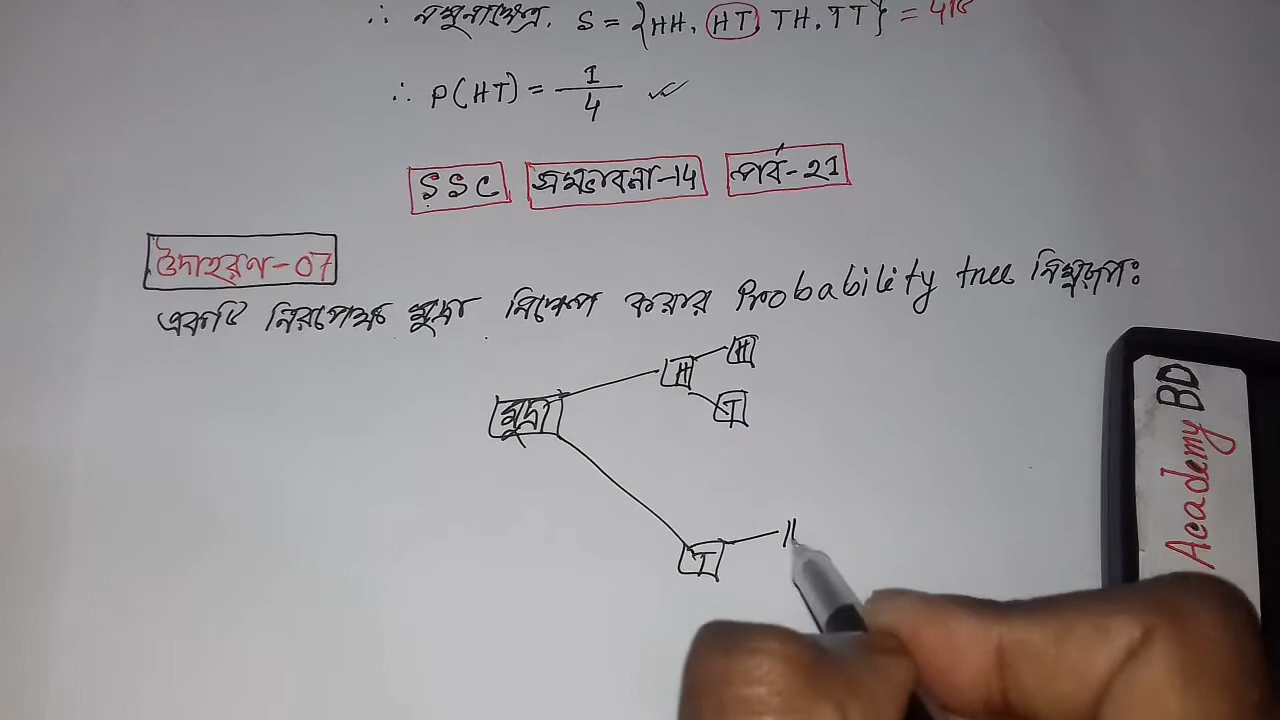 ∴ নমুনাক্ষেত্র, S = {HH, HT, TH, TT} = 4টি
∴ P(HT) = 1/4
SSC সম্ভাবনা-14 পর্ব-21
উদাহরণ-07
একটি নিরপেক্ষ মুদ্রা নিক্ষেপ করার Probability tree নিম্নরূপঃ
H
H
মুদ্রা
T
T
Academy BD